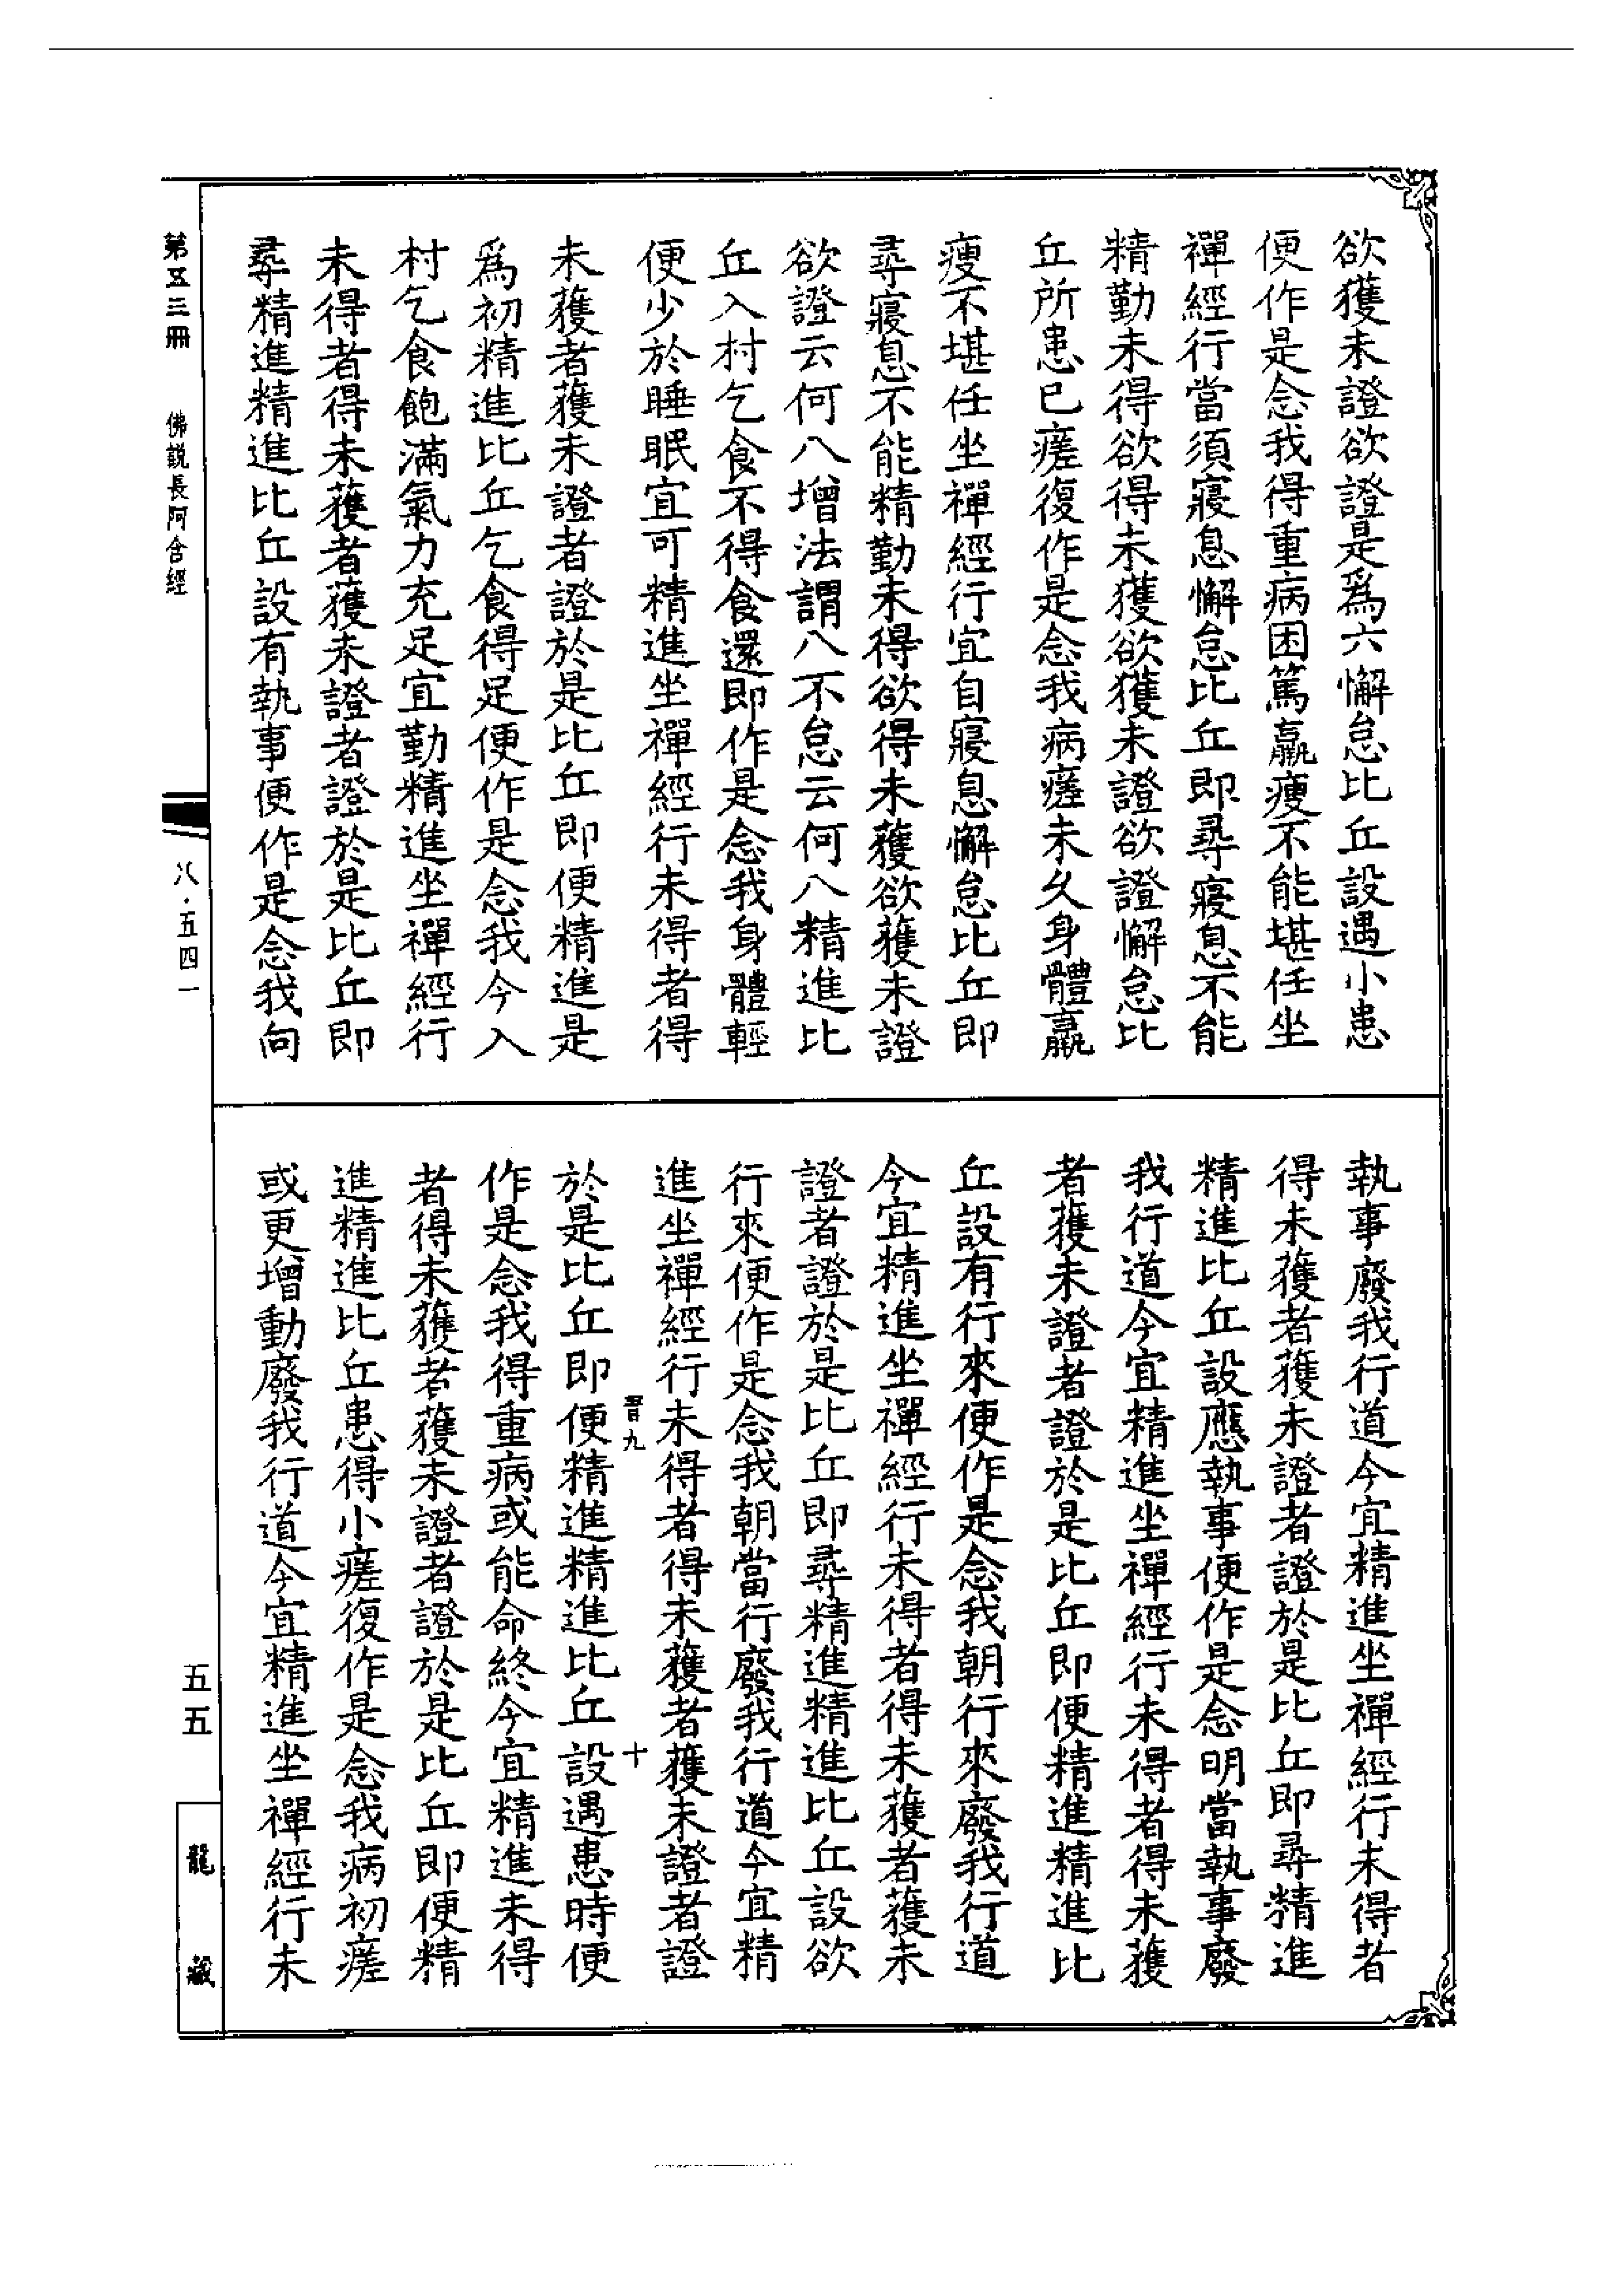 欲獲未證欲證是爲六懈怠比丘設遇小患
便作是念我得重病困篤羸瘦不能堪任坐
禪經行當須寢息懈怠比丘即尋寢息不能
精勤未得欲得未獲欲獲未證欲證懈怠比
丘所患已瘥復作是念我病瘥未久身體羸
瘦不堪任坐禪經行宜自寢息懈怠比丘即
尋寢息不能精勤未得欲得未獲欲獲未證
欲證云何八增法謂八不怠云何八精進比
丘入村乞食不得食還即作是念我身體輕
便少於睡眠宜可精進坐禪經行未得者得
未獲者獲未證者證於是比丘即便精進是
爲初精進比丘乞食得足便作是念我今入
村乞食飽滿氣力充足宜勤精進坐禪經行
未得者得未獲者獲未證者證於是比丘即
尋精進精進比丘設有執事便作是念我向
執事廢我行道今宜精進坐禪經行未得者
得未獲者獲未證者證於是比丘即尋精進
精進比丘設應執事便作是念明當執事廢
我行道今宜精進坐禪經行未得者得未獲
者獲未證者證於是比丘即便精進精進比
丘設有行來便作是念我朝行來廢我行道
今宜精進坐禪經行未得者得未獲者獲未
證者證於是比丘即尋精進精進比丘設欲
行來便作是念我朝當行廢我行道今宜精
進坐禪經行未得者得未獲者獲未證者證
於是比丘即便精進精進比丘設遇患時便
作是念我得重病或能命終今宜精進未得
者得未獲者獲未證者證於是比丘即便精
進精進比丘患得小瘥復作是念我病初瘥
或更增動廢我行道今宜精進坐禪經行未
九 十
第五三冊 佛説長阿含經
八·五四一
五五
龍藏